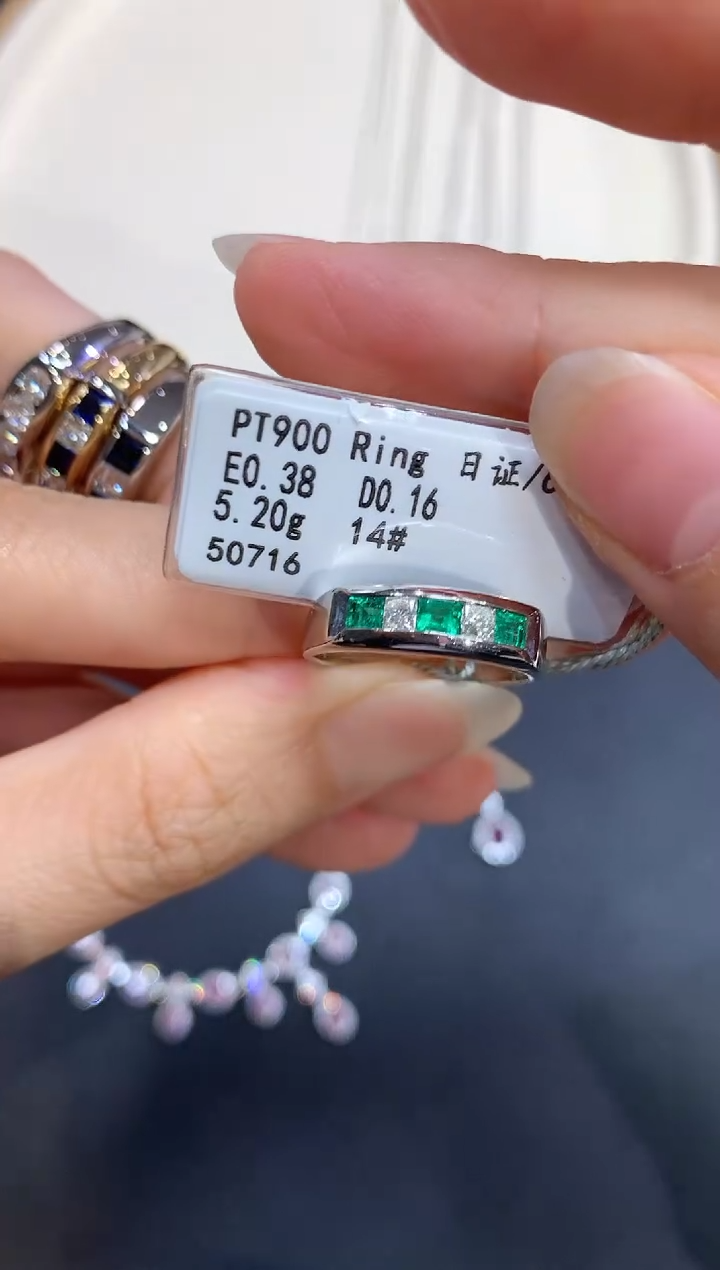 PT900 Ring 日证/
E0.38 D0.16
5.20g 14#
50716